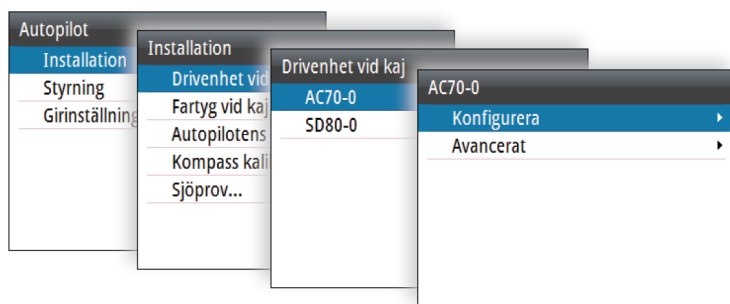 Autopilot
Installation
Styrning
Girinställning
Installation
Drivenhet vid
Fartyg vid kaj
Autopilotens
Kompass kali
Sjöprov...
Drivenhet vid kaj
AC70-0
SD80-0
AC70-0
Konfigurera
Avancerat